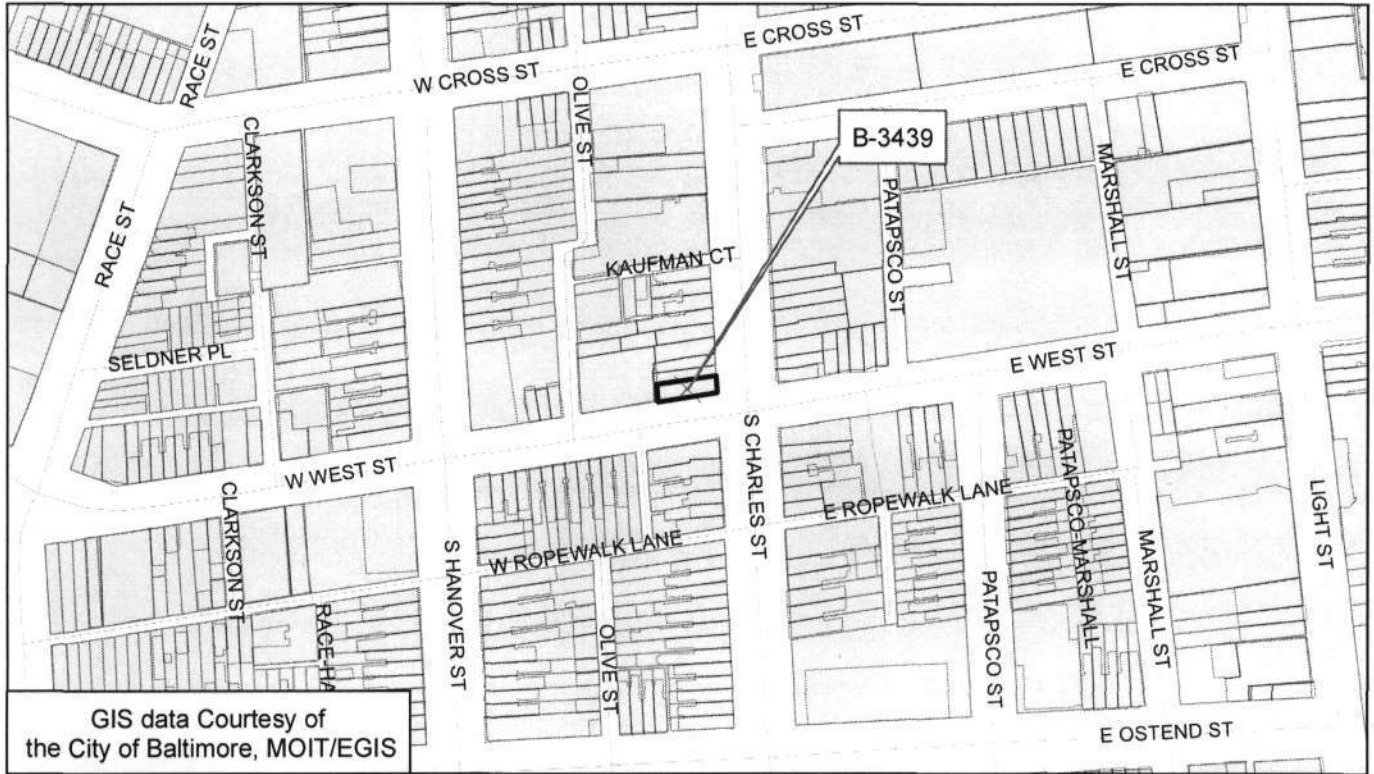 RACE ST
E CROSS ST
W CROSS ST
E CROSS ST
OLIVE ST
B-3439
CLARKSON ST
MARSHALL ST
PATAPSCO ST
RACE ST
KAUFMAN CT
SELDNER PL
E WEST ST
S CHARLES ST
W WEST ST
PATAPSCO-MARSHALL
CLARKSON ST
E ROPEWALK LANE
LIGHT ST
S HANOVER ST
W ROPEWALK LANE
MARSHALL ST
PATAPSCO ST
RACE-HA
OLIVE ST
GIS data Courtesy of
the City of Baltimore, MOIT/EGIS
E OSTEND ST